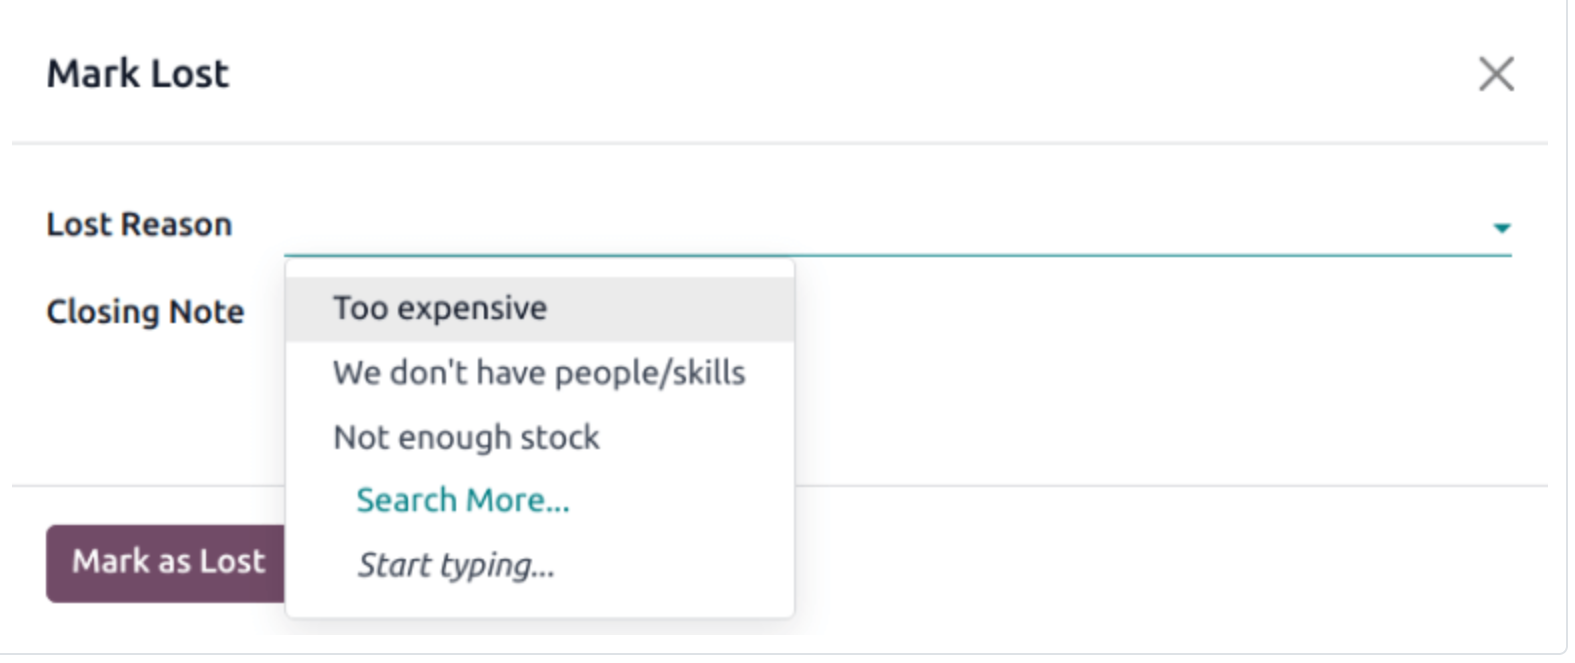 Mark Lost
Lost Reason
Closing Note
Too expensive
We don't have people/skills
Not enough stock
Search More...
Start typing...
Mark as Lost